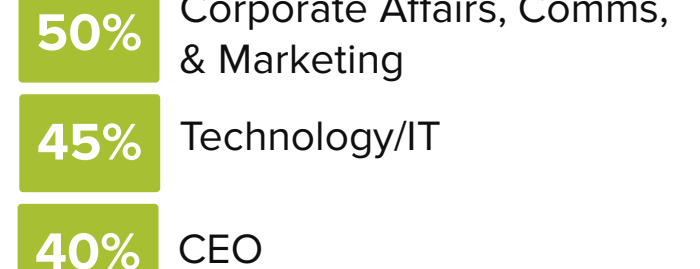 50% Corporate Affairs, Comms,
& Marketing
45% Technology/IT
40% CEO